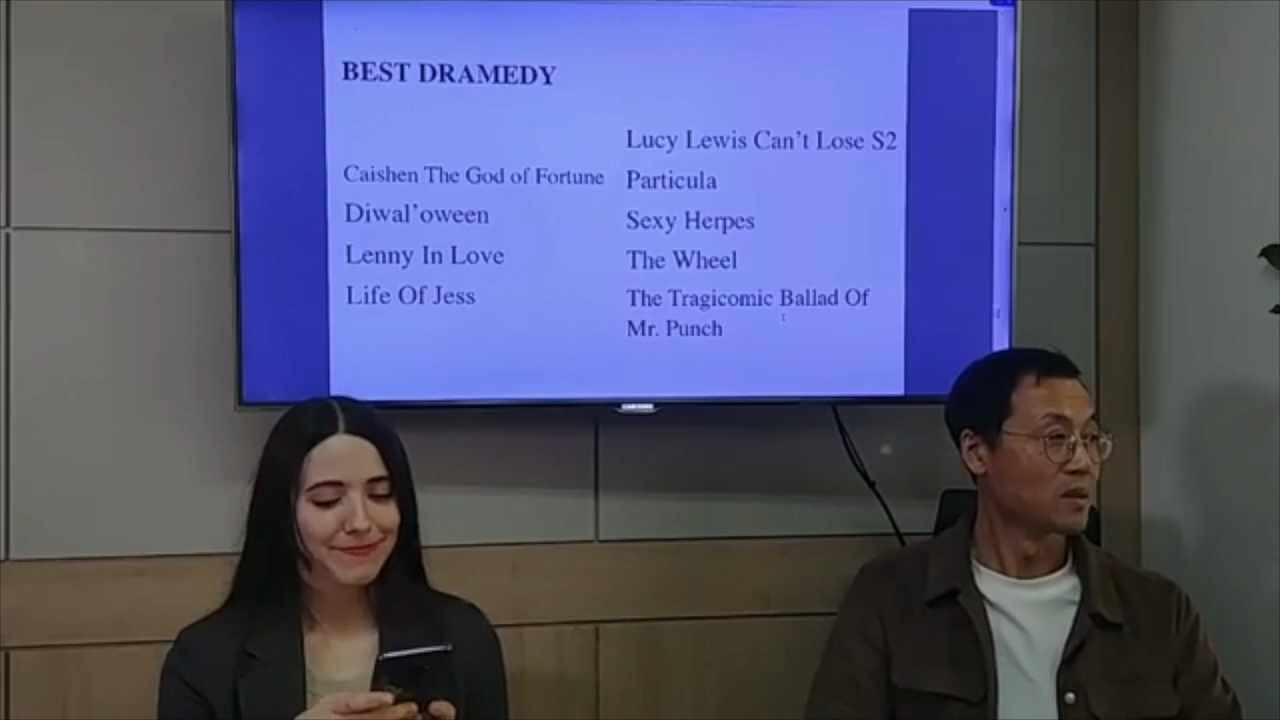 BEST DRAMEDY
Caishen The God of Fortune
Diwal'oween
Lenny In Love
Life Of Jess
Lucy Lewis Can't Lose S2
Particula
Sexy Herpes
The Wheel
The Tragicomic Ballad Of
Mr. Punch
SAMSUNG